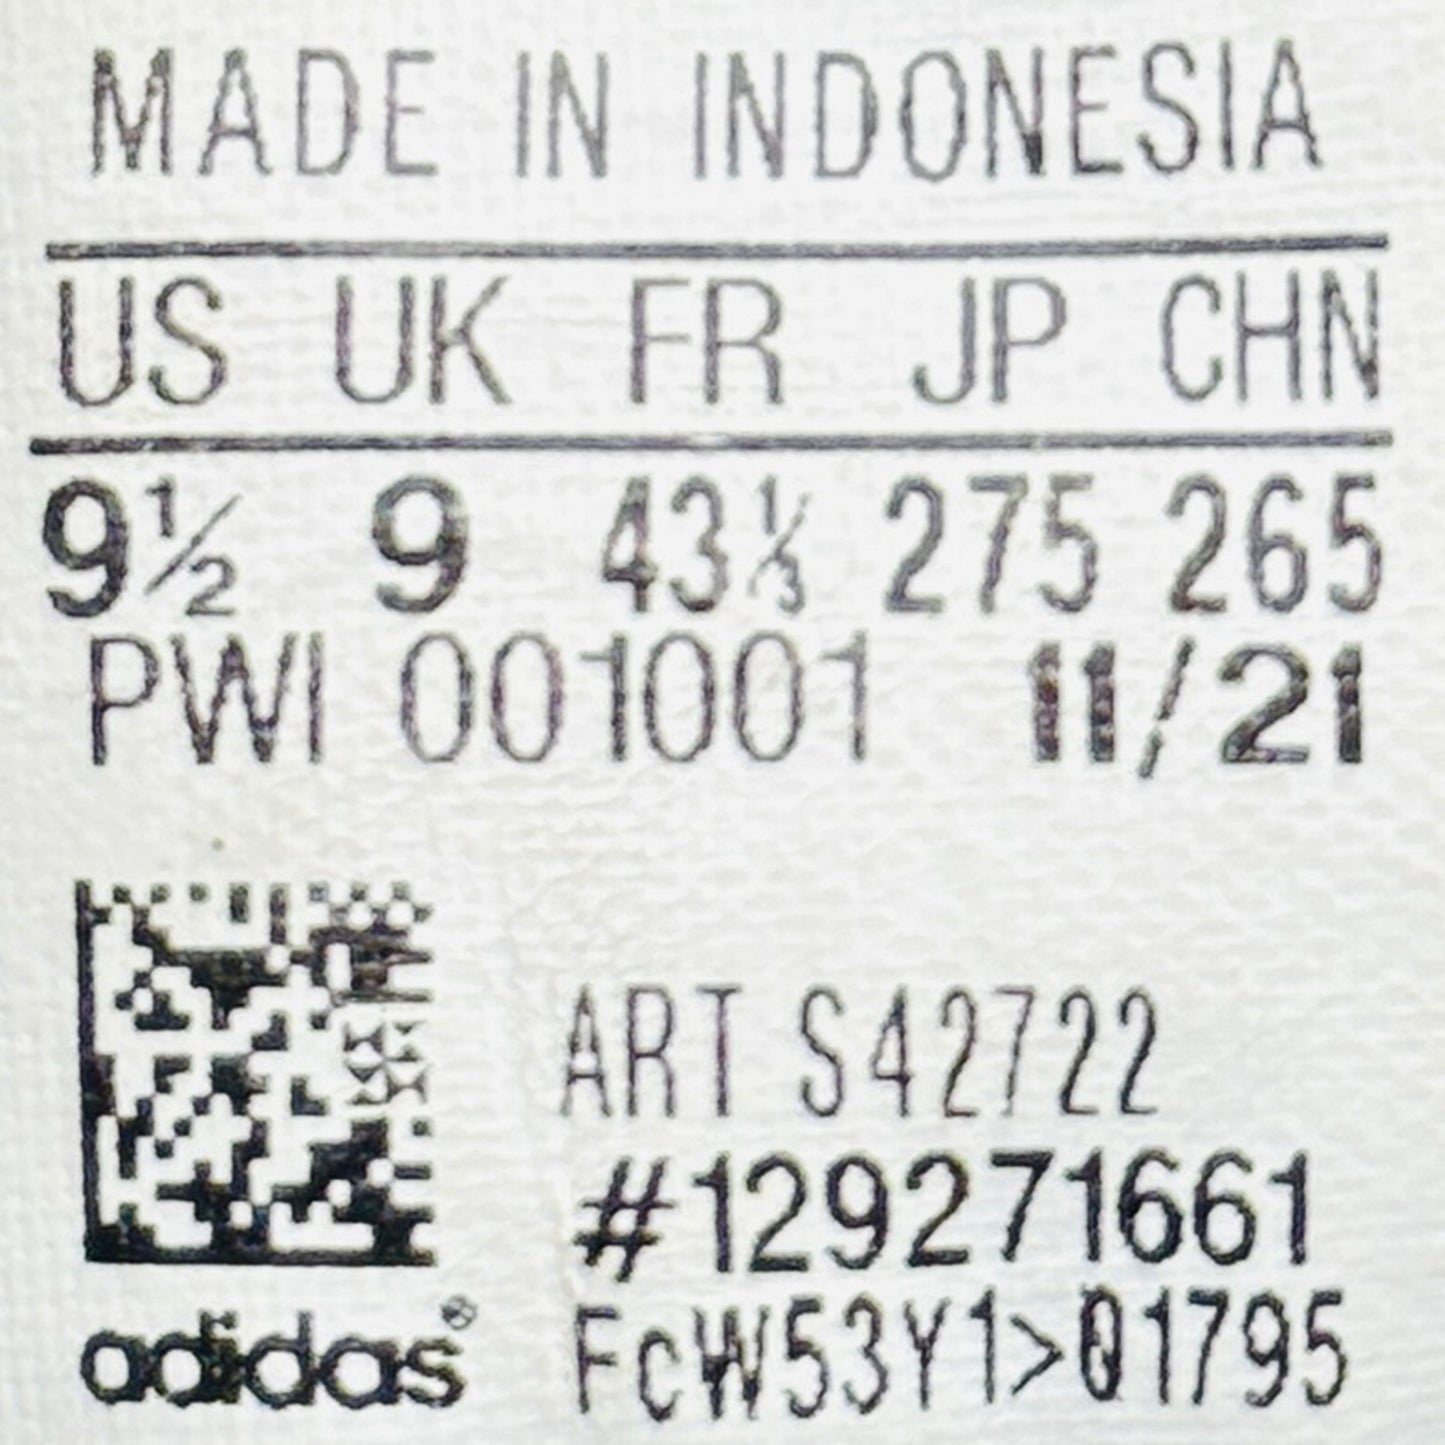 MADE IN INDONESIA
US UK FR JP CHN
9½ 9 43⅓ 275 265
PWI 001001 11/21
ART S42722
#129271661
adidas® FcW53Y1>01795